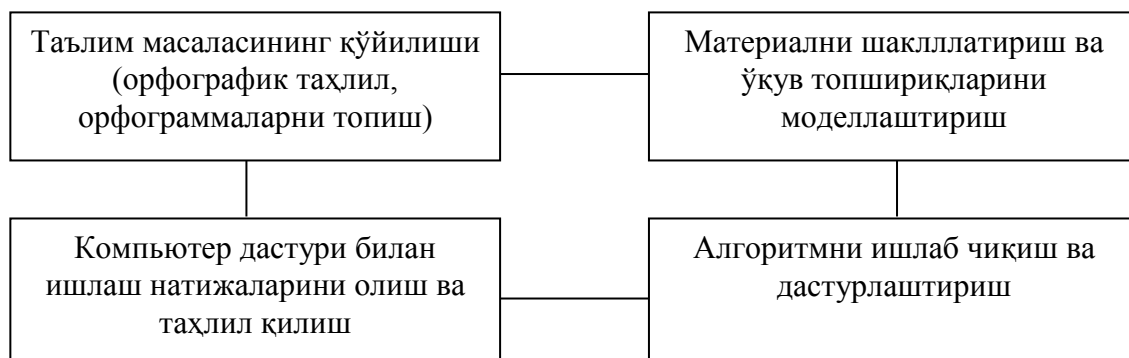 Таълим масаласининг қўйилиши
(орфографик таҳлил,
орфограммаларни топиш)
Материални шаклллатириш ва
ўқув топшириқларини
моделлаштириш
Компьютер дастури билан
ишлаш натижаларини олиш ва
таҳлил қилиш
Алгоритмни ишлаб чиқиш ва
дастурлаштириш